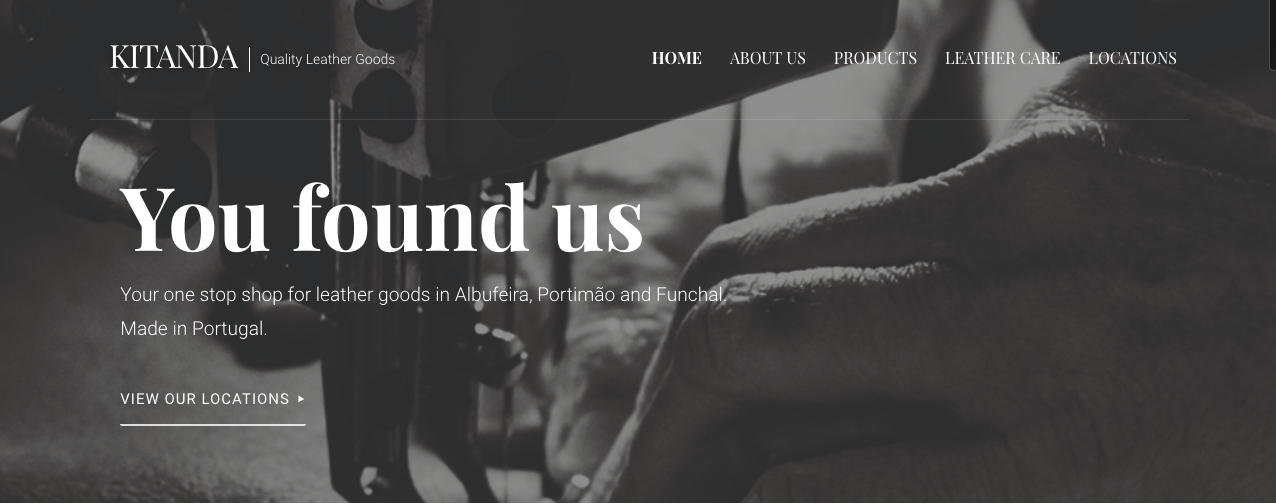 KITANDA | Quality Leather Goods
HOME ABOUT US PRODUCTS LEATHER CARE LOCATIONS
You found us
Your one stop shop for leather goods in Albufeira, Portimão and Funchal.
Made in Portugal.
VIEW OUR LOCATIONS ▸